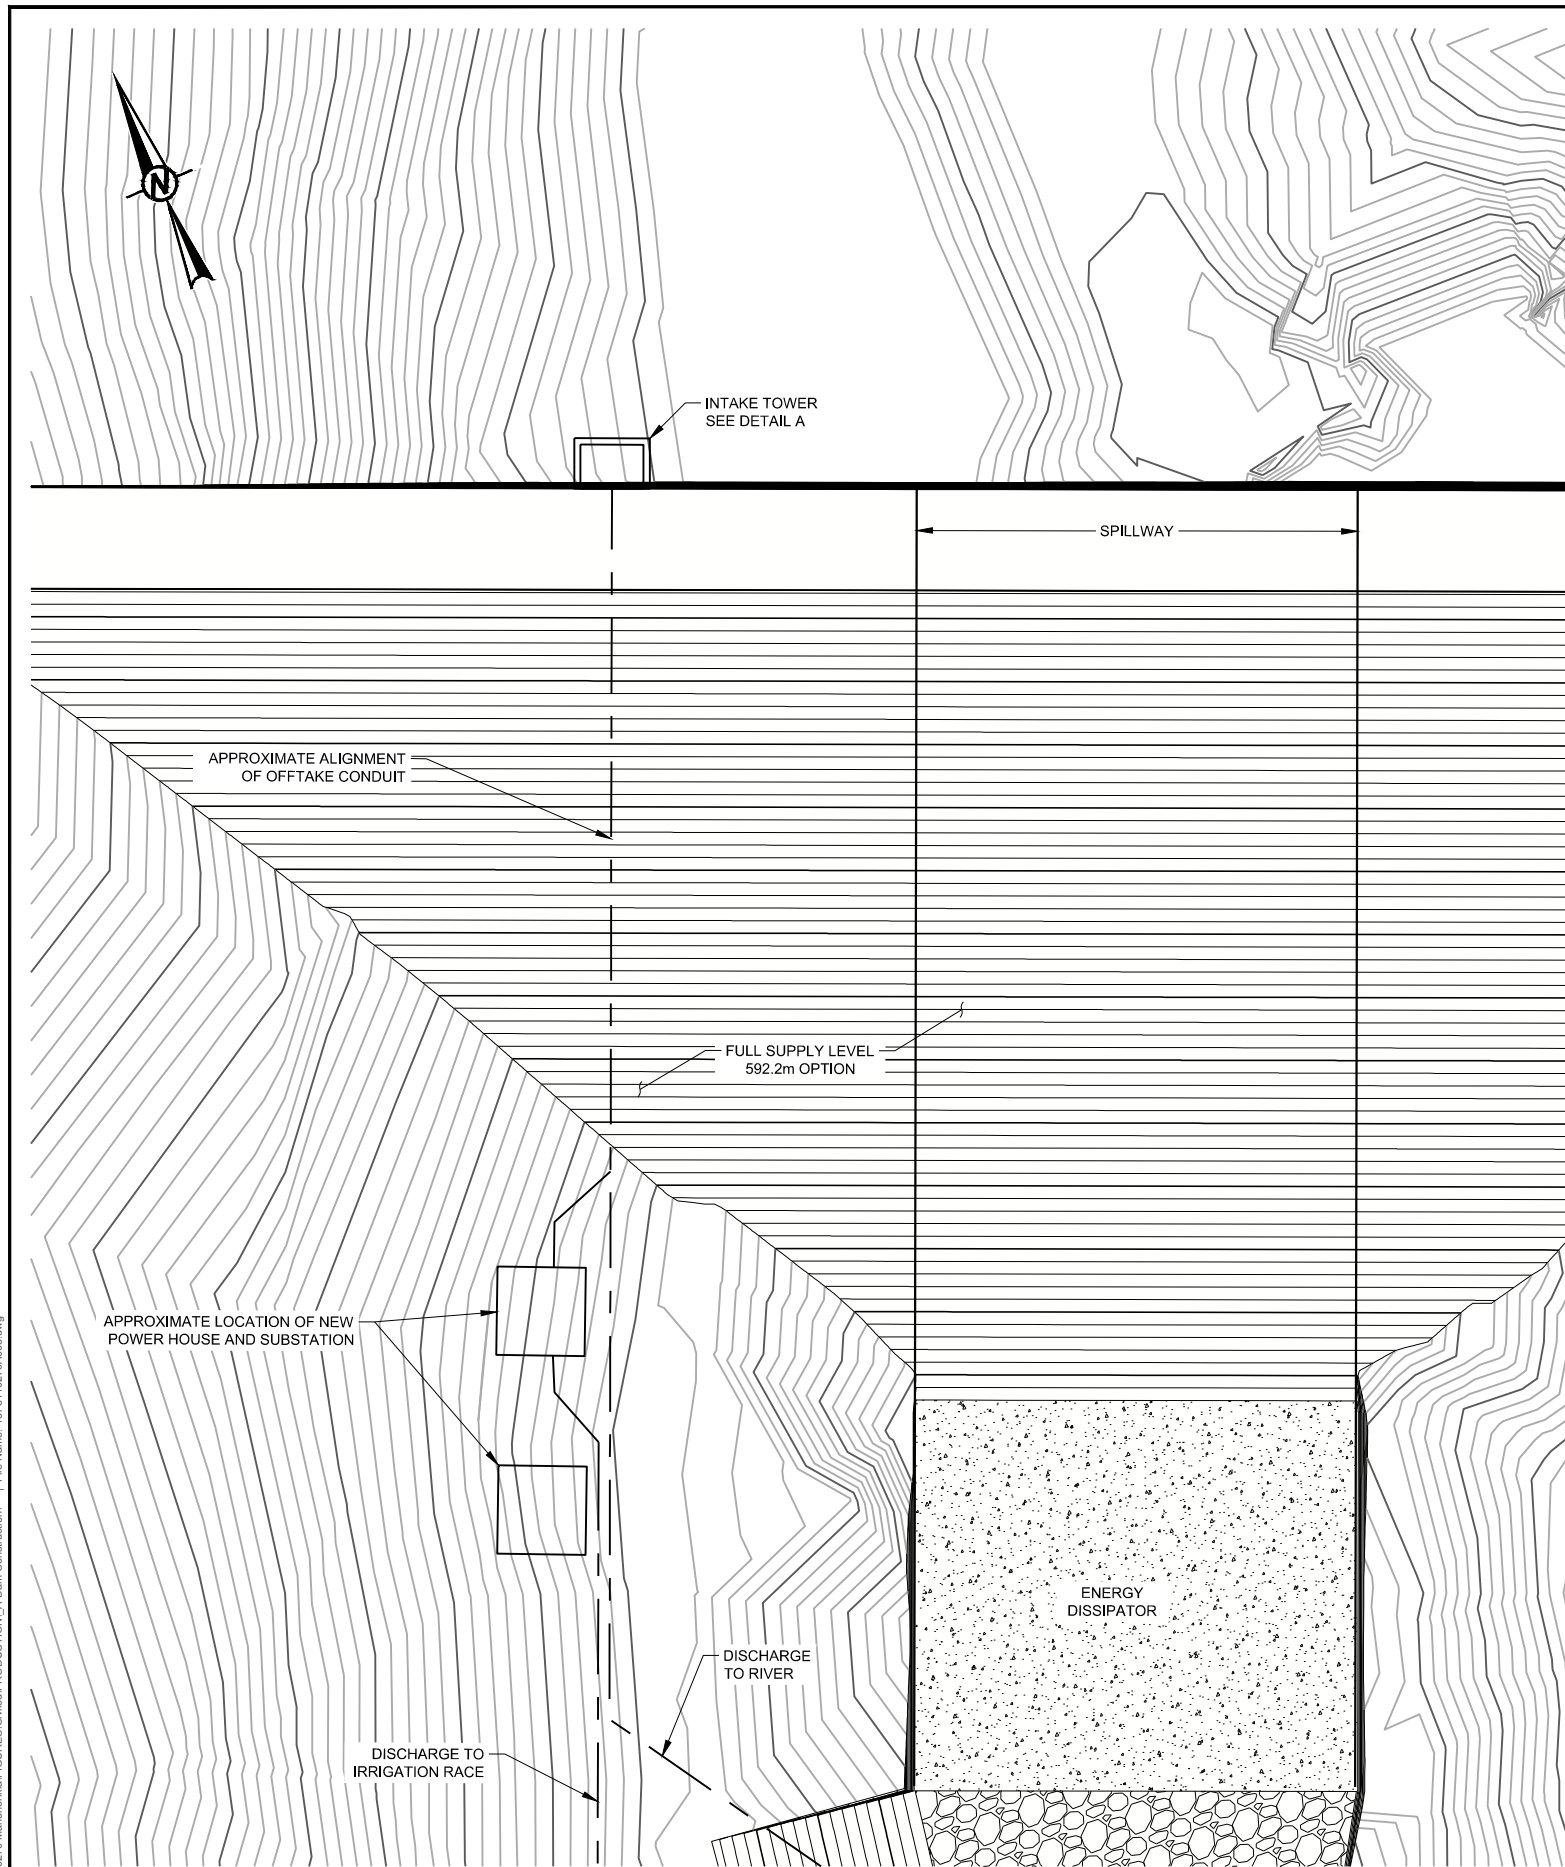 N
INTAKE TOWER
SEE DETAIL A
SPILLWAY
APPROXIMATE ALIGNMENT
OF OFFTAKE CONDUIT
FULL SUPPLY LEVEL
592.2m OPTION
APPROXIMATE LOCATION OF NEW
POWER HOUSE AND SUBSTATION
ENERGY
DISSIPATOR
DISCHARGE
TO RIVER
DISCHARGE TO
IRRIGATION RACE